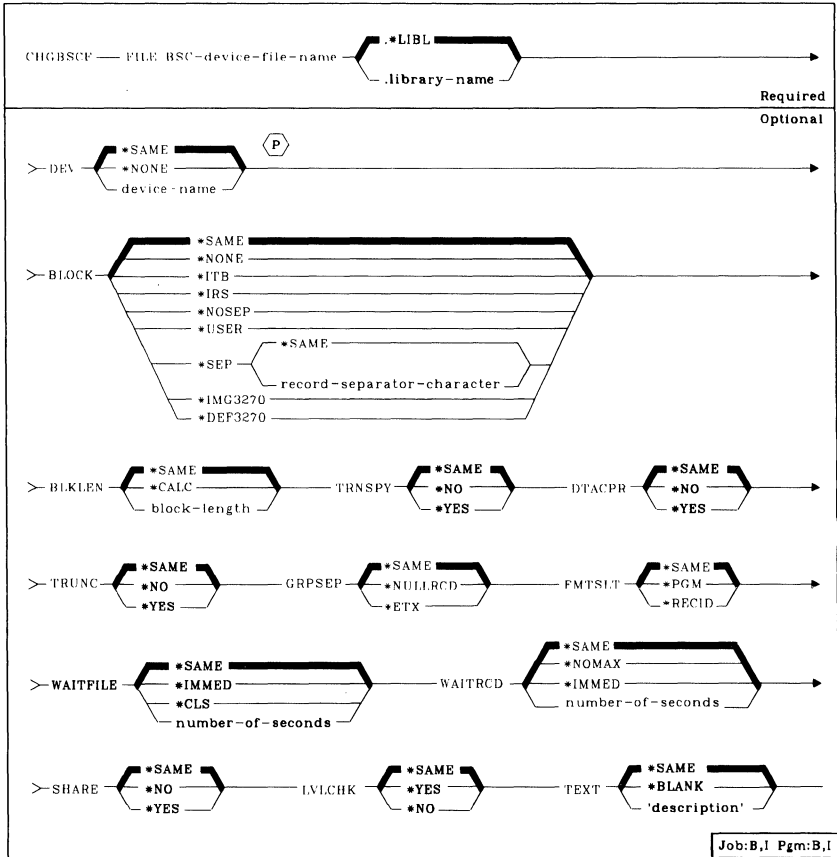 .*LIBL
CHGBSCF FILE BSC-device-file-name
.library-name
Required
Optional
*SAME
P
DEV *NONE
device-name
*SAME
*NONE
BLOCK *ITB
*IRS
*NOSEP
*USER
*SAME
*SEP
record-separator-character
*IMG3270
*DEF3270
*SAME *SAME *SAME
BLKLEN *CALC TRNSPY *NO DTACPR *NO
block-length *YES *YES
*SAME *SAME *SAME
TRUNC *NO GRPSEP *NULLRCD FMTSLT *PGM
*YES *ETX *RECID
*SAME *SAME
*NOMAX
WAITFILE *IMMED WAITRCD *IMMED
*CLS number-of-seconds
number-of-seconds
*SAME *SAME *SAME
SHARE *NO LVLCHK *YES TEXT *BLANK
*YES *NO 'description'
Job:B,I Pgm:B,I